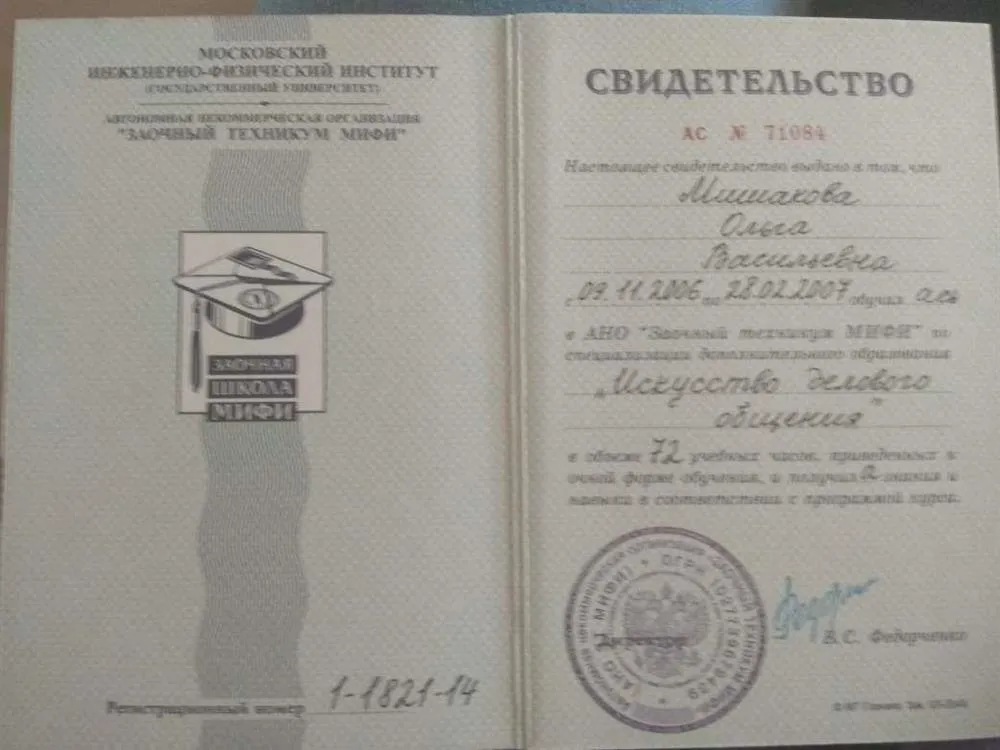 МОСКОВСКИЙ
ИНЖЕНЕРНО-ФИЗИЧЕСКИЙ ИНСТИТУТ
(ГОСУДАРСТВЕННЫЙ УНИВЕРСИТЕТ)
АВТОНОМНАЯ НЕКОММЕРЧЕСКАЯ ОРГАНИЗАЦИЯ
"ЗАОЧНЫЙ ТЕХНИКУМ МИФИ"
ЗАОЧНАЯ
ШКОЛА
МИФИ
Регистрационный номер 1-1821-14
СВИДЕТЕЛЬСТВО
АС № 71084
Настоящее свидетельство выдано в том, что
Мишакова
Ольга
Васильевна
с 09.11.2006 по 28.02.2007 обучил ась
в АНО "Заочный техникум МИФИ" по
специализации дополнительного образования
„Искусство делового
общения"
в объеме 72 учебных часов, приведенных к
очной форме обучения, и получил а знания и
навыки в соответствии с программой курса.
Директор
В.С. Федорченко